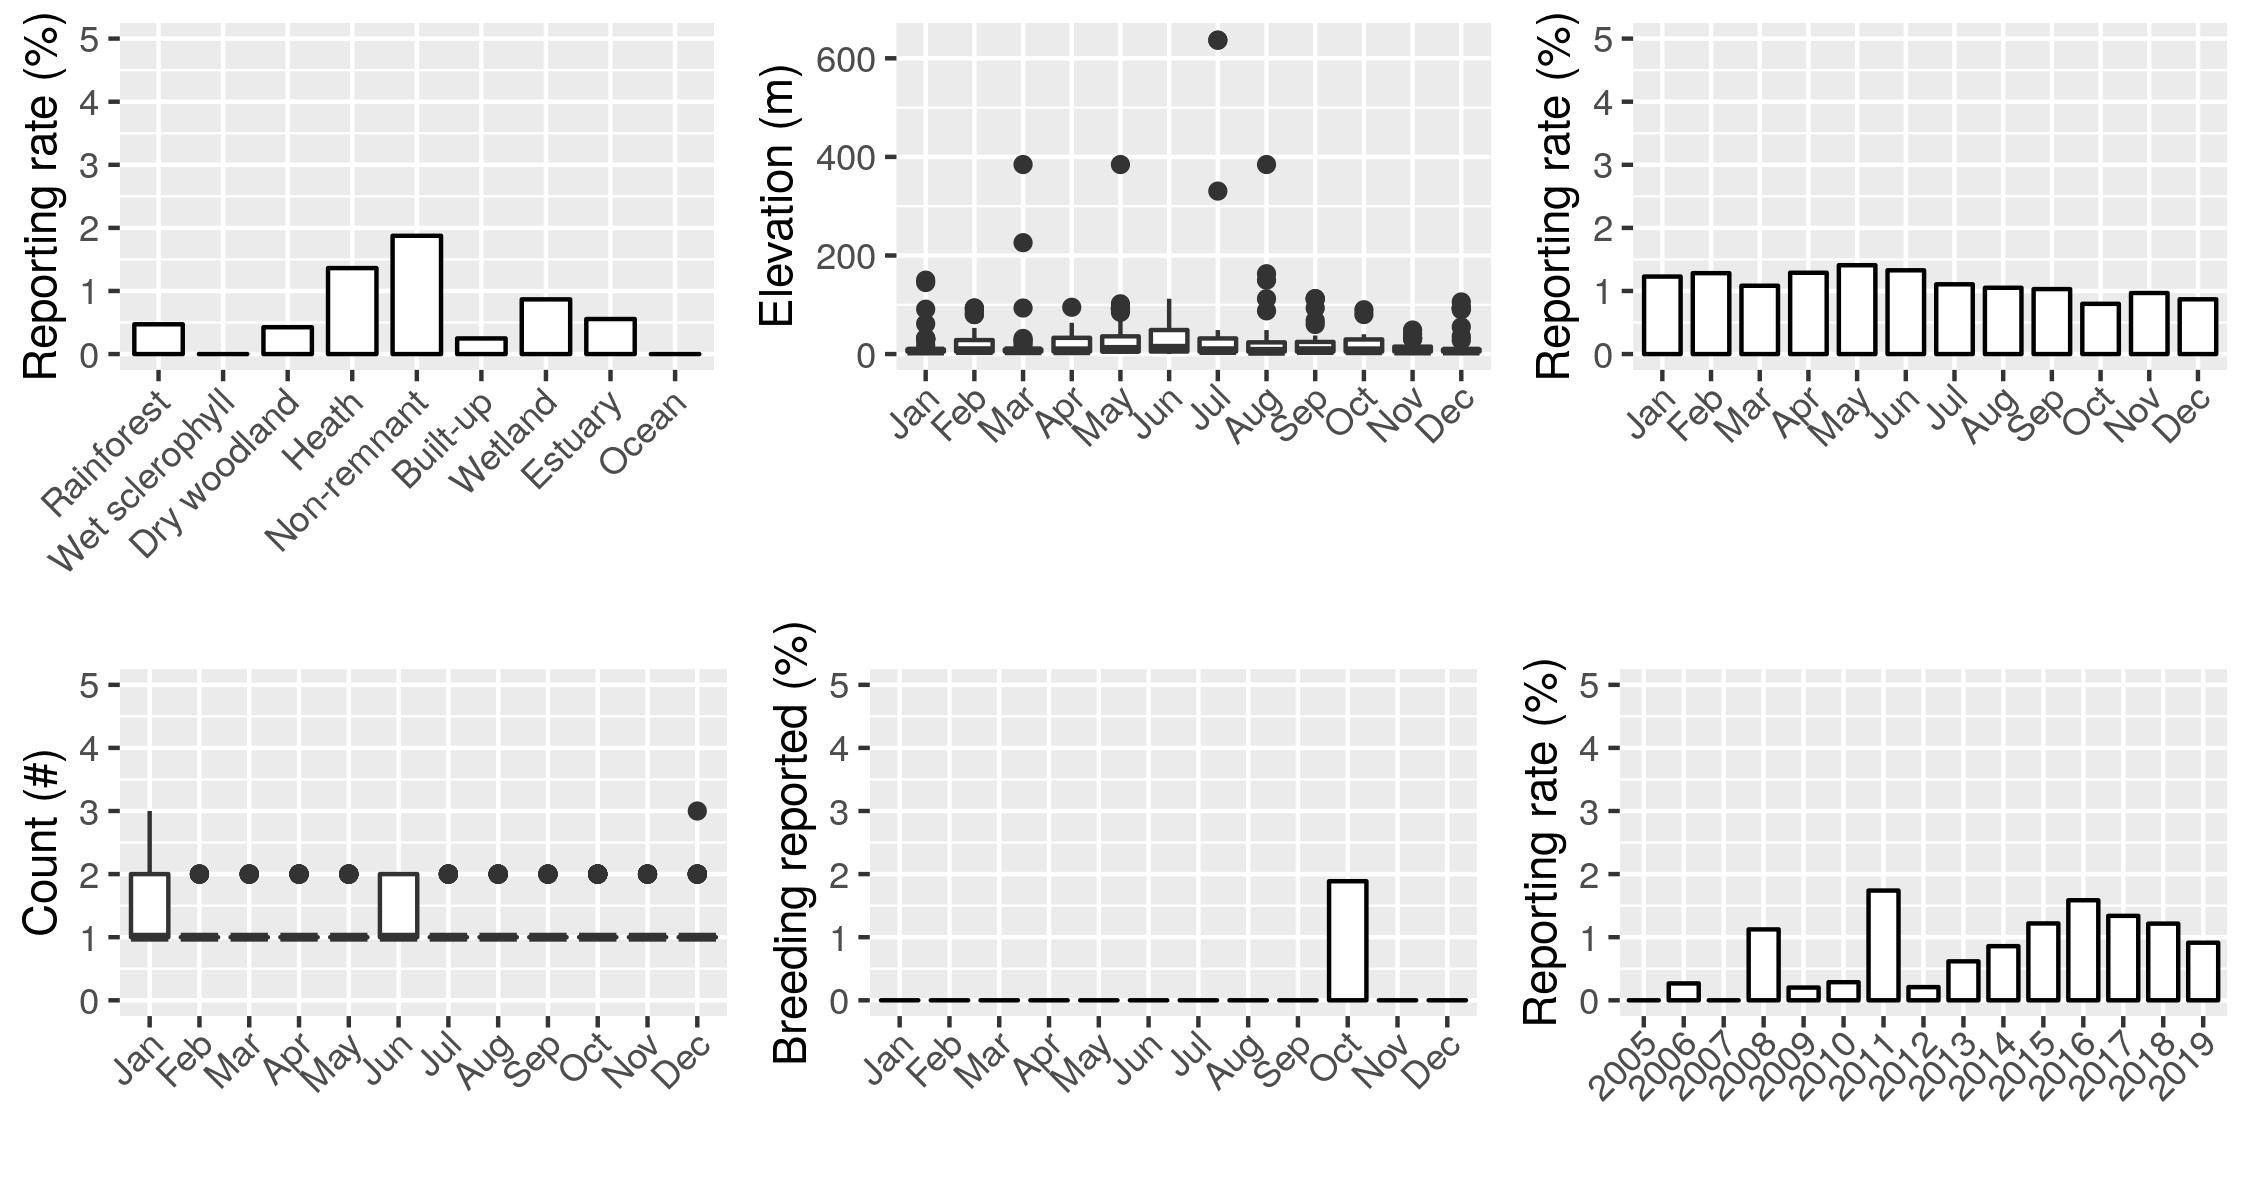 Reporting rate (%)
5
4
3
2
1
0
Rainforest
Wet sclerophyll
Dry woodland
Heath
Non-remnant
Built-up
Wetland
Estuary
Ocean
Elevation (m)
600
400
200
0
Jan
Feb
Mar
Apr
May
Jun
Jul
Aug
Sep
Oct
Nov
Dec
Reporting rate (%)
5
4
3
2
1
0
Jan
Feb
Mar
Apr
May
Jun
Jul
Aug
Sep
Oct
Nov
Dec
Count (#)
5
4
3
2
1
0
Jan
Feb
Mar
Apr
May
Jun
Jul
Aug
Sep
Oct
Nov
Dec
Breeding reported (%)
5
4
3
2
1
0
Jan
Feb
Mar
Apr
May
Jun
Jul
Aug
Sep
Oct
Nov
Dec
Reporting rate (%)
5
4
3
2
1
0
2005
2006
2007
2008
2009
2010
2011
2012
2013
2014
2015
2016
2017
2018
2019